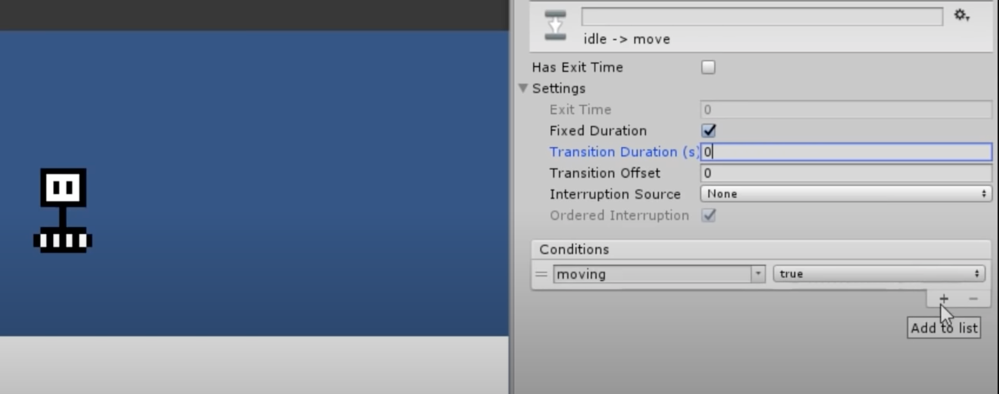 idle -> move
Has Exit Time
Settings
Exit Time 0
Fixed Duration
Transition Duration (s) 0
Transition Offset 0
Interruption Source None
Ordered Interruption
Conditions
moving true
+ −
Add to list